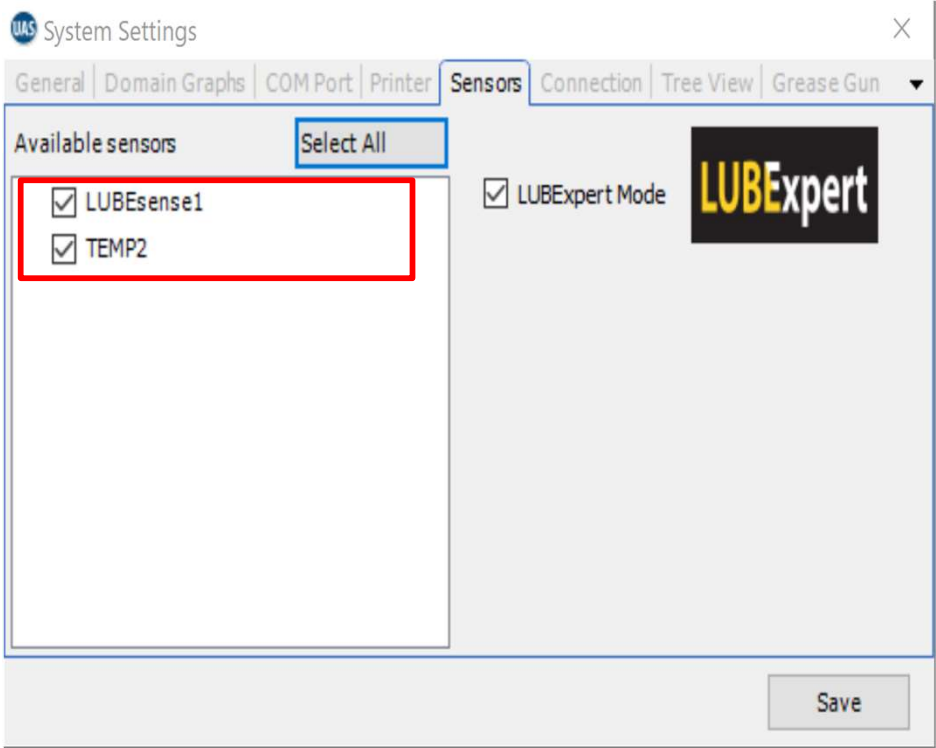 UAS System Settings
General Domain Graphs COM Port Printer Sensors Connection Tree View Grease Gun
Available sensors Select All
LUBExpert Mode LUBExpert
LUBEsense1
TEMP2
Save